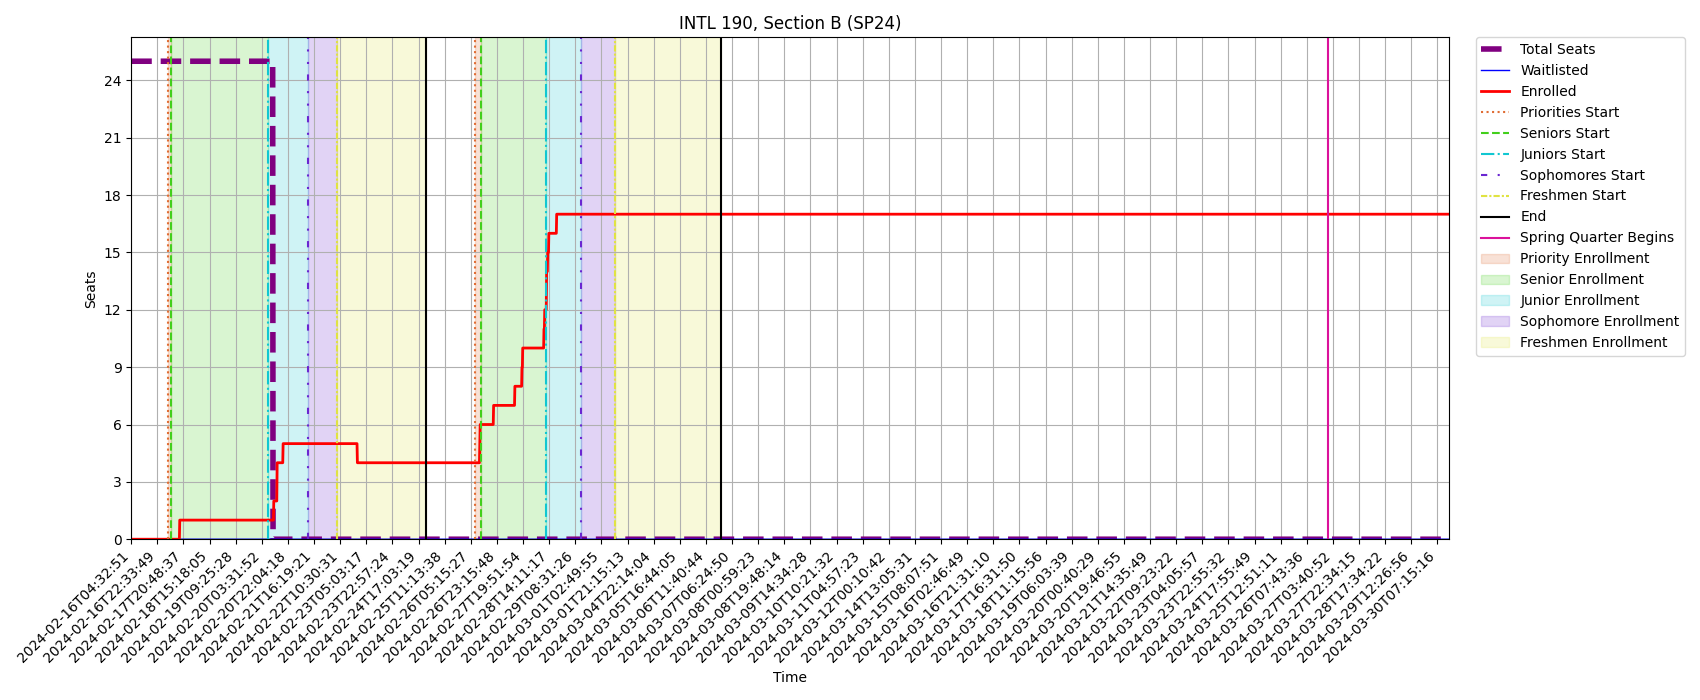 INTL 190, Section B (SP24)
Seats
24
21
18
15
12
9
6
3
0
2024-02-16T04:32:51
2024-02-16T22:33:49
2024-02-17T20:48:37
2024-02-18T15:18:05
2024-02-19T09:25:28
2024-02-20T03:31:52
2024-02-20T22:04:18
2024-02-21T16:19:21
2024-02-22T10:30:31
2024-02-23T05:03:17
2024-02-23T22:57:24
2024-02-24T17:03:19
2024-02-25T11:13:38
2024-02-26T05:15:27
2024-02-26T23:15:48
2024-02-27T19:51:54
2024-02-28T14:11:17
2024-02-29T08:31:26
2024-03-01T02:49:55
2024-03-01T21:15:13
2024-03-04T22:14:04
2024-03-05T16:44:05
2024-03-06T11:40:44
2024-03-07T06:24:50
2024-03-08T00:59:23
2024-03-08T19:48:14
2024-03-09T14:34:28
2024-03-10T10:21:32
2024-03-11T04:57:23
2024-03-12T00:10:42
2024-03-14T13:05:31
2024-03-15T08:07:51
2024-03-16T02:46:49
2024-03-16T21:31:10
2024-03-17T16:31:50
2024-03-18T11:15:56
2024-03-19T06:03:39
2024-03-20T00:40:29
2024-03-20T19:46:55
2024-03-21T14:35:49
2024-03-22T09:23:22
2024-03-23T04:05:57
2024-03-23T22:55:32
2024-03-24T17:55:49
2024-03-25T12:51:11
2024-03-26T07:43:36
2024-03-27T03:40:52
2024-03-27T22:34:15
2024-03-28T17:34:22
2024-03-29T12:26:56
2024-03-30T07:15:16
Time
Total Seats
Waitlisted
Enrolled
Priorities Start
Seniors Start
Juniors Start
Sophomores Start
Freshmen Start
End
Spring Quarter Begins
Priority Enrollment
Senior Enrollment
Junior Enrollment
Sophomore Enrollment
Freshmen Enrollment